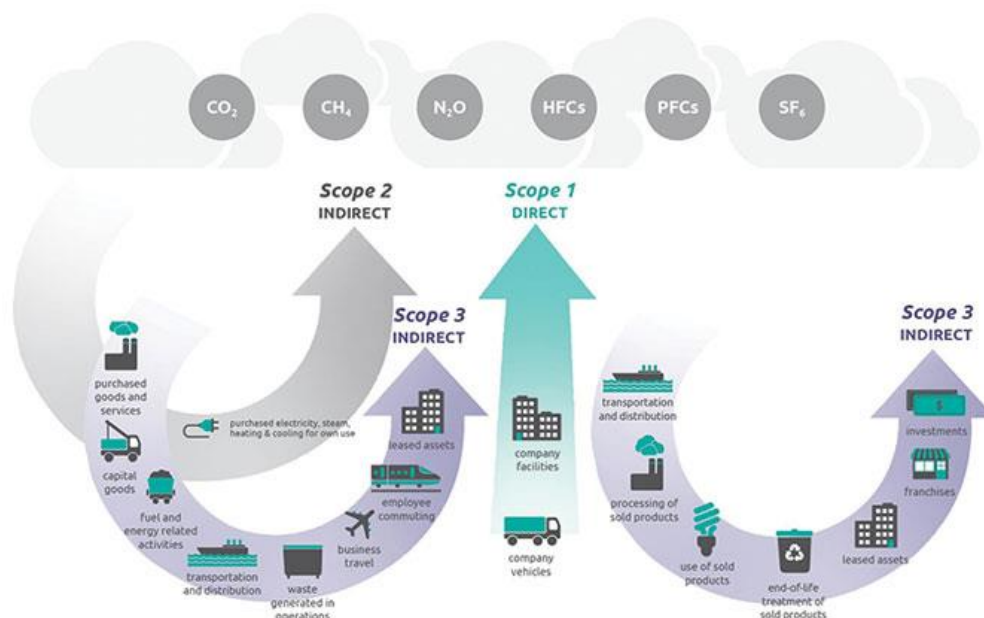 CO₂
CH₄
N₂O
HFCs
PFCs
SF₆
Scope 2
INDIRECT
Scope 1
DIRECT
Scope 3
INDIRECT
Scope 3
INDIRECT
purchased
goods and
services
capital
goods
fuel and
energy related
activities
purchased electricity, steam,
heating & cooling for own use
transportation
and distribution
waste
generated in
operations
business
travel
employee
commuting
leased assets
company
facilities
company
vehicles
transportation
and distribution
processing of
sold products
use of sold
products
end-of-life
treatment of
sold products
leased assets
franchises
investments
$